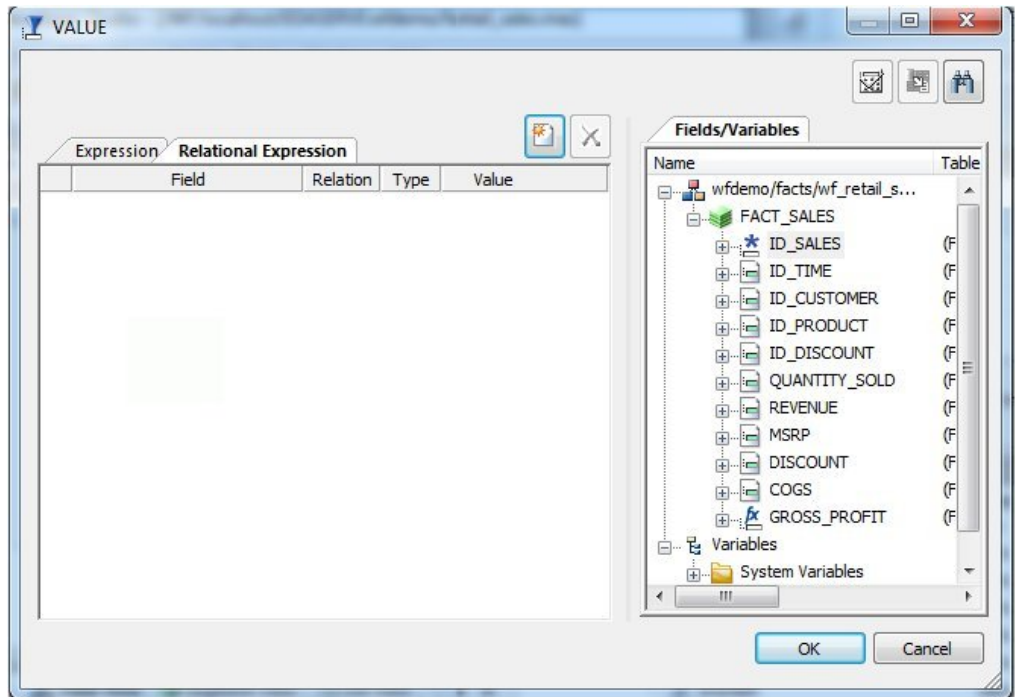 VALUE
Expression
Relational Expression
Field Relation Type Value
Fields/Variables
Name Table
wfdemo/facts/wf_retail_s...
FACT_SALES
ID_SALES (F
ID_TIME (F
ID_CUSTOMER (F
ID_PRODUCT (F
ID_DISCOUNT (F
QUANTITY_SOLD (F
REVENUE (F
MSRP (F
DISCOUNT (F
COGS (F
GROSS_PROFIT (F
Variables
System Variables
OK Cancel